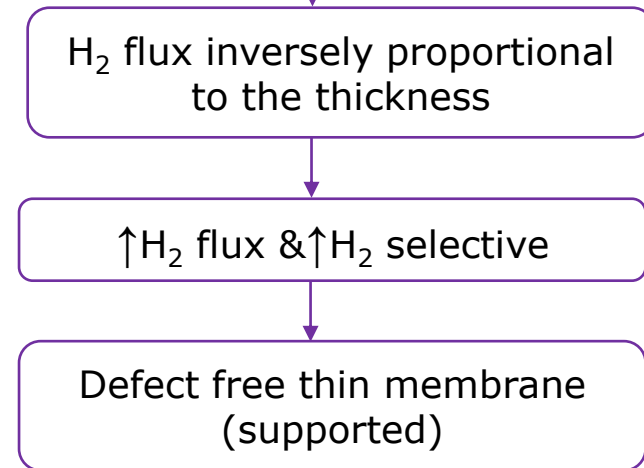 H₂ flux inversely proportional
to the thickness
↑H₂ flux &↑H₂ selective
Defect free thin membrane
(supported)